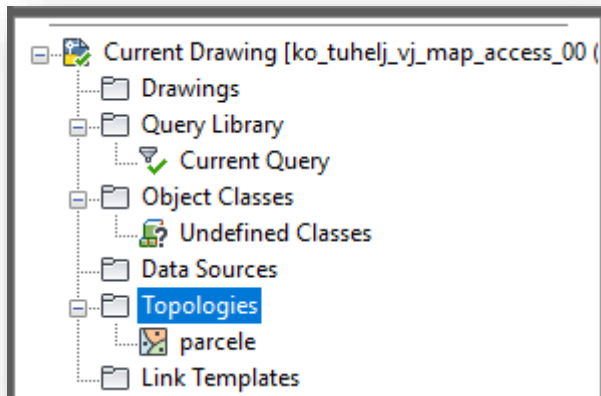 Current Drawing [ko_tuhelj_vj_map_access_00 (
Drawings
Query Library
Current Query
Object Classes
Undefined Classes
Data Sources
Topologies
parcele
Link Templates